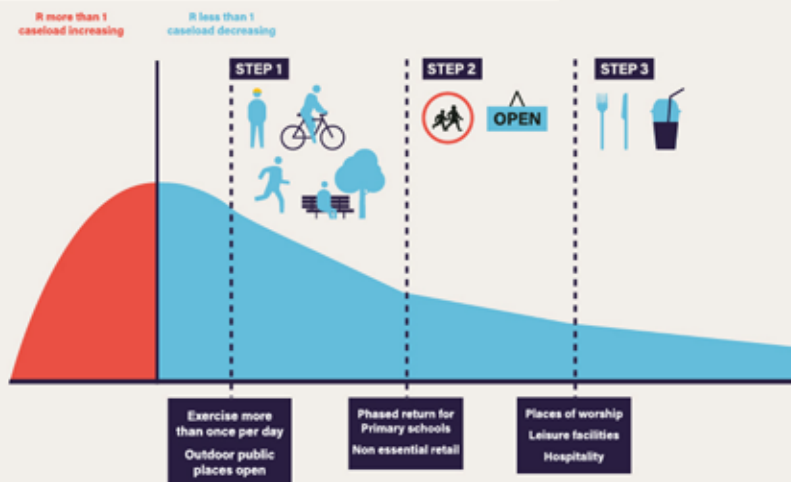 R more than 1
caseload increasing
R less than 1
caseload decreasing
STEP 1
STEP 2
STEP 3
OPEN
Exercise more
than once per day
Outdoor public
places open
Phased return for
Primary schools
Non essential retail
Places of worship
Leisure facilities
Hospitality